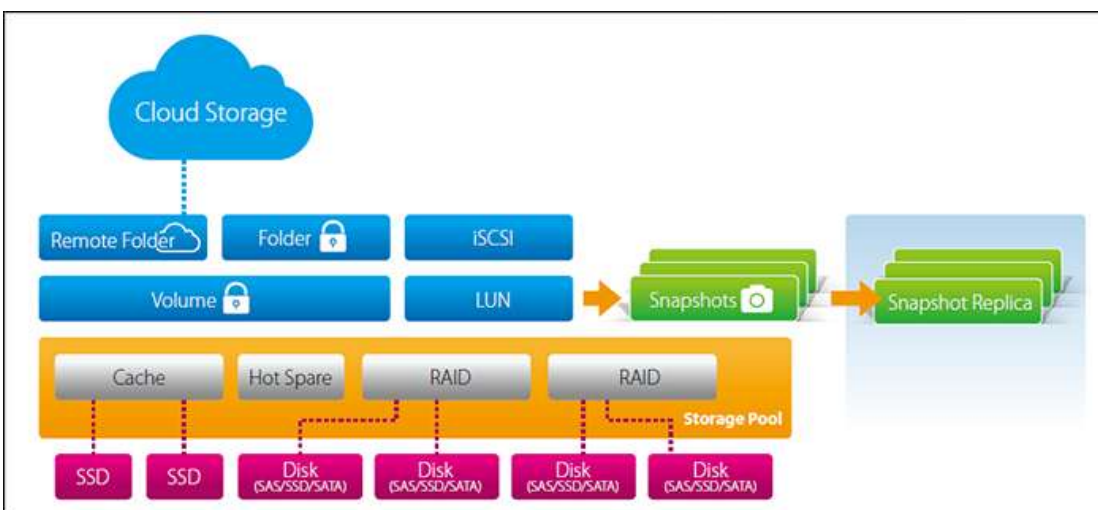 Cloud Storage
Remote Folder
Folder
iSCSI
Volume
LUN
Snapshots
Snapshot Replica
Cache
Hot Spare
RAID
RAID
Storage Pool
SSD
SSD
Disk
(SAS/SSD/SATA)
Disk
(SAS/SSD/SATA)
Disk
(SAS/SSD/SATA)
Disk
(SAS/SSD/SATA)